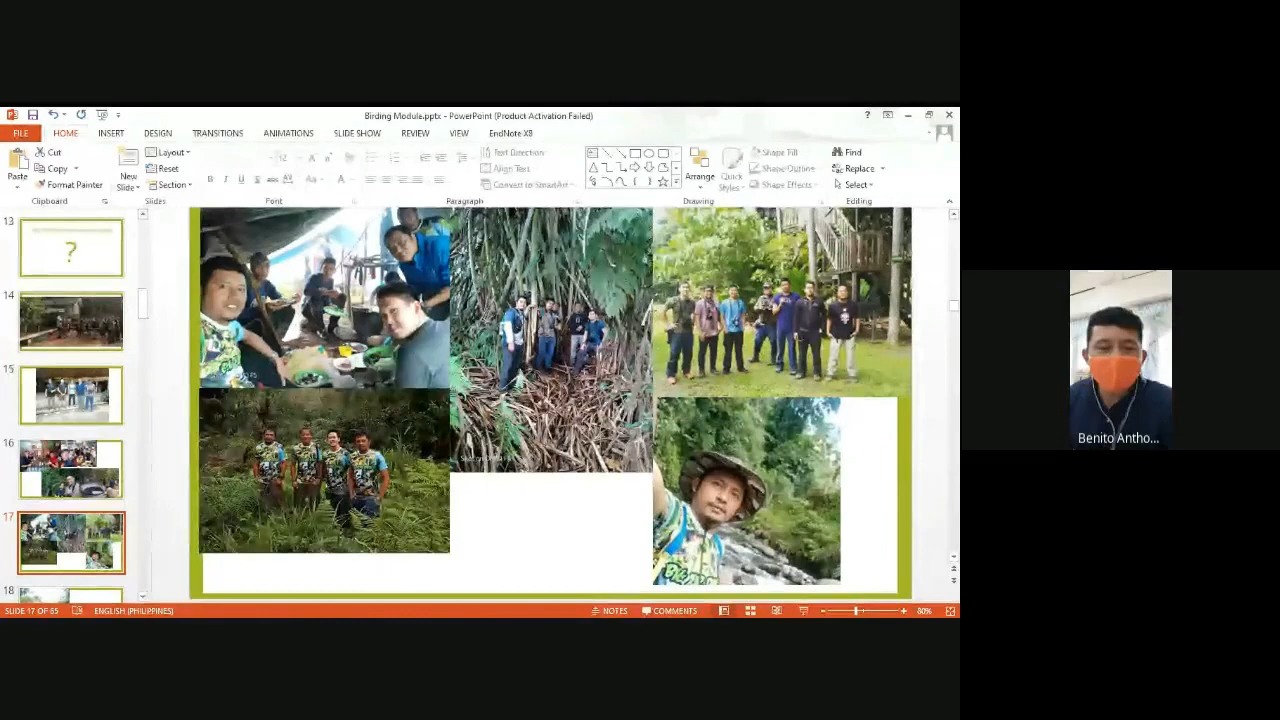 Birding Module.pptx - PowerPoint (Product Activation Failed)
FILE HOME INSERT DESIGN TRANSITIONS ANIMATIONS SLIDE SHOW REVIEW VIEW EndNote X8
Paste
Cut
Copy
Format Painter
Clipboard
New
Slide
Layout
Reset
Section
Slides
Font
Text Direction
Align Text
Convert to SmartArt
Paragraph
Arrange
Quick
Styles
Shape Fill
Shape Outline
Shape Effects
Drawing
Find
Replace
Select
Editing
13
?
14
15
16
17
18
Benito Antho...
SLIDE 17 OF 65 ENGLISH (PHILIPPINES) NOTES COMMENTS 80%